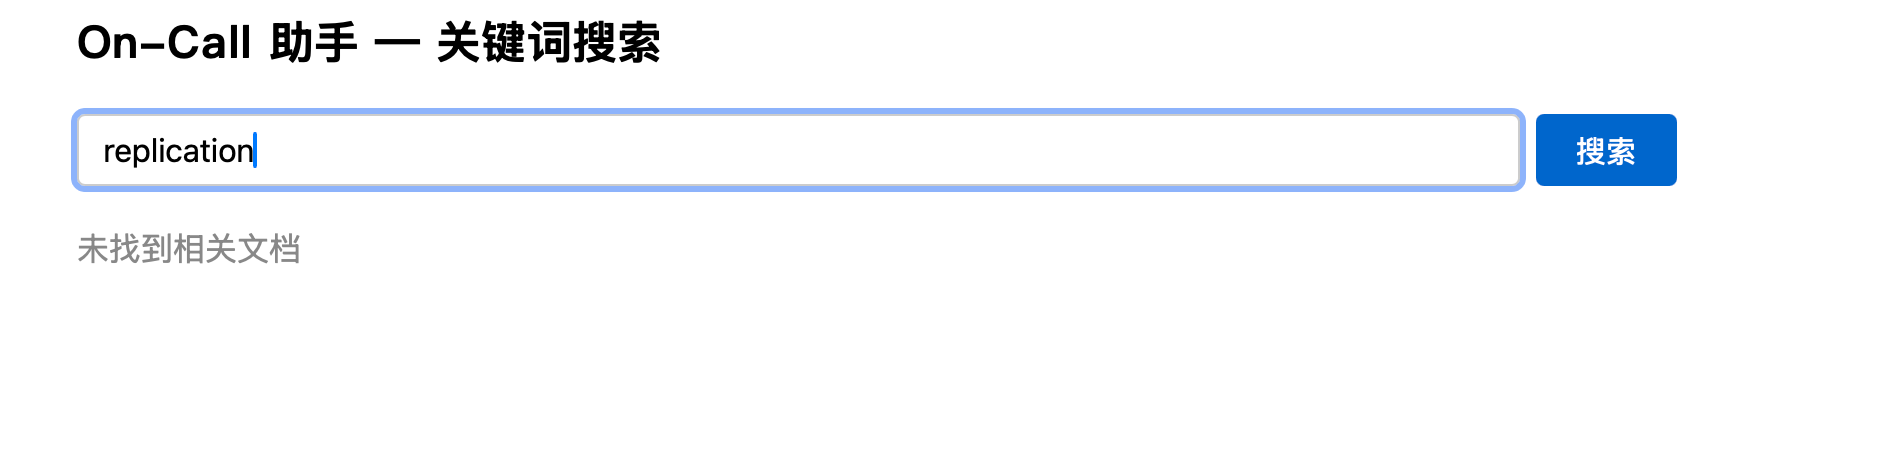 On-Call 助手 — 关键词搜索
replication
搜索
未找到相关文档